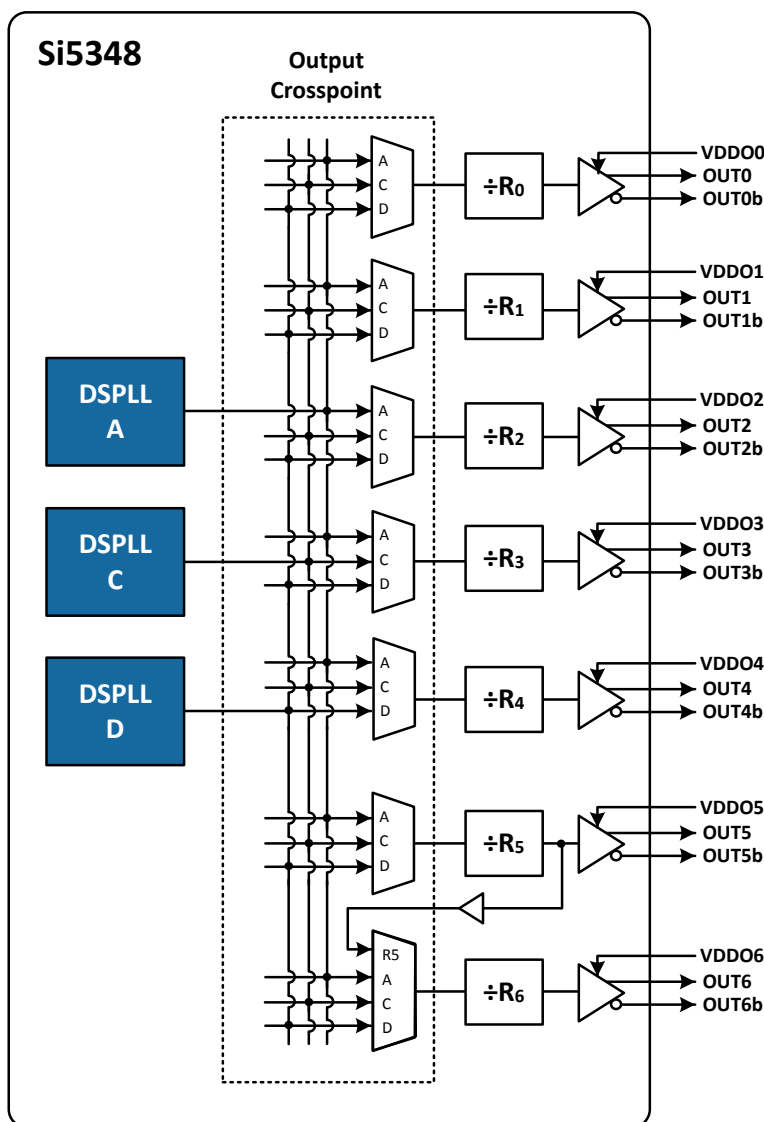 Si5348
Output
Crosspoint
A
C
D
÷R0
VDDO0
OUT0
OUT0b
A
C
D
÷R1
VDDO1
OUT1
OUT1b
DSPLL
A
A
C
D
÷R2
VDDO2
OUT2
OUT2b
DSPLL
C
A
C
D
÷R3
VDDO3
OUT3
OUT3b
DSPLL
D
A
C
D
÷R4
VDDO4
OUT4
OUT4b
A
C
D
÷R5
VDDO5
OUT5
OUT5b
R5
A
C
D
÷R6
VDDO6
OUT6
OUT6b